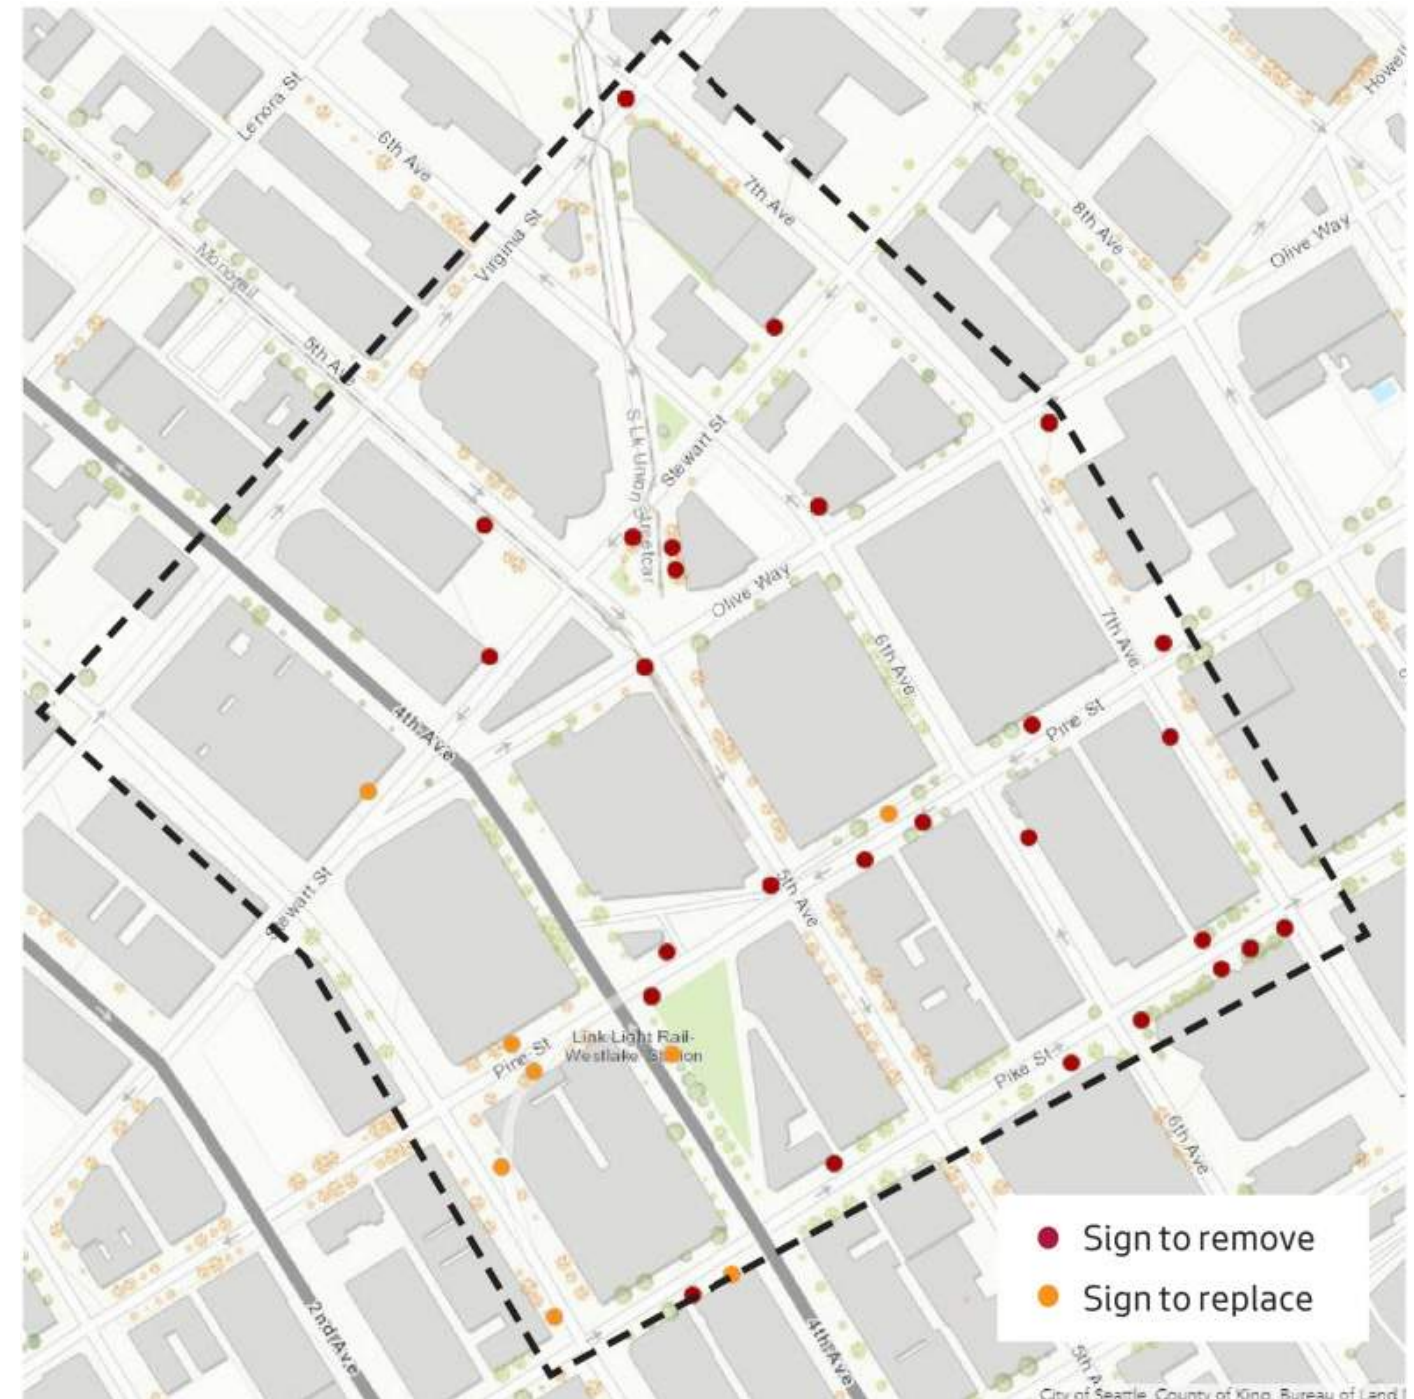 Howell
Lenora St
6th Ave
7th Ave
8th Ave
Virginia St
Olive Way
5th Ave
Stewart St
Olive Way
6th Ave
7th Ave
4th Ave
Pine St
5th Ave
Stewart St
Link Light Rail-
Westlake Station
Pine St
Pike St
6th Ave
Sign to remove
Sign to replace
2nd Ave
4th Ave
5th A
City of Seattle, County of King, Bureau of Land